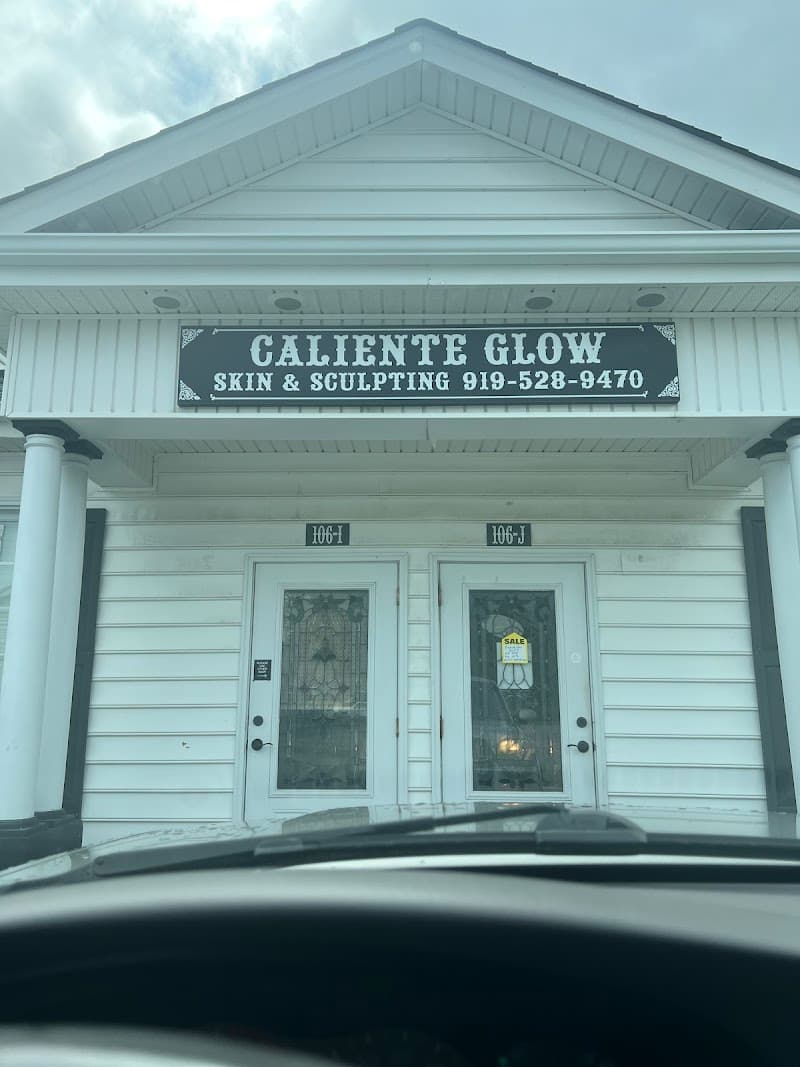 CALIENTE GLOW
SKIN & SCULPTING 919-528-9470
106-I
106-J
SALE